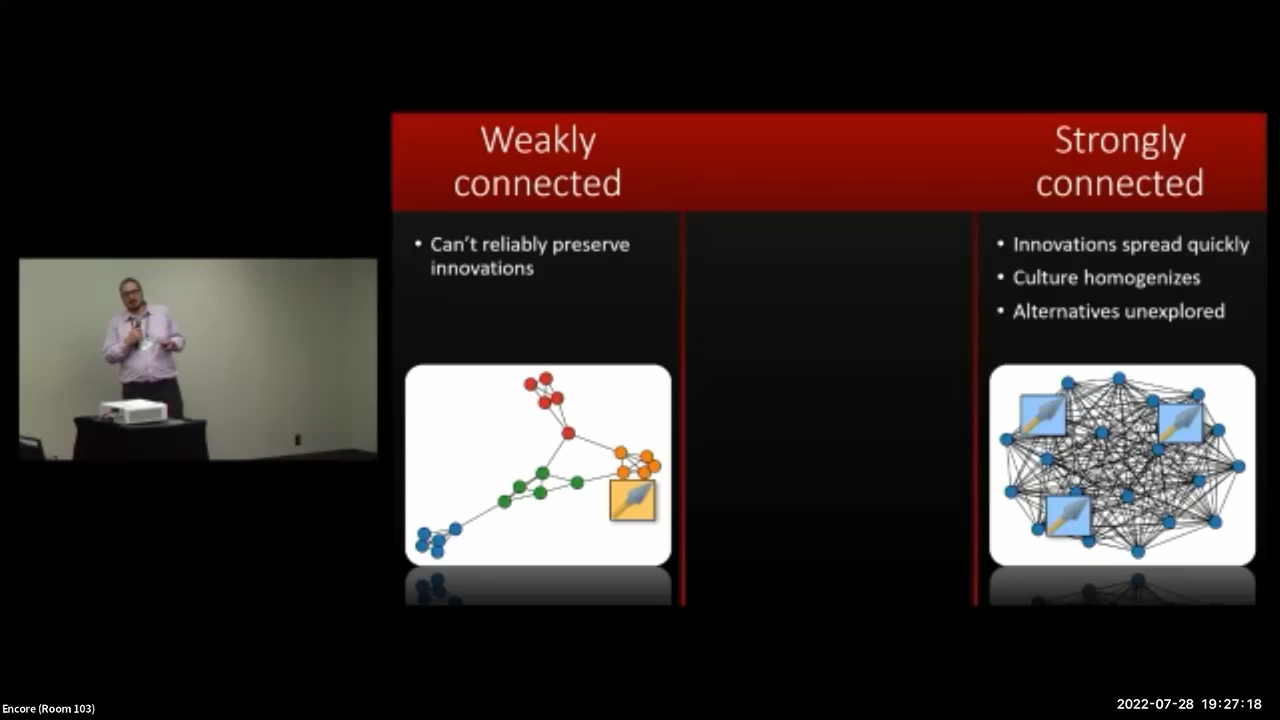 Weakly
connected
Strongly
connected
• Can't reliably preserve
innovations
• Innovations spread quickly
• Culture homogenizes
• Alternatives unexplored
Encore (Room 103)
2022-07-28 19:27:18